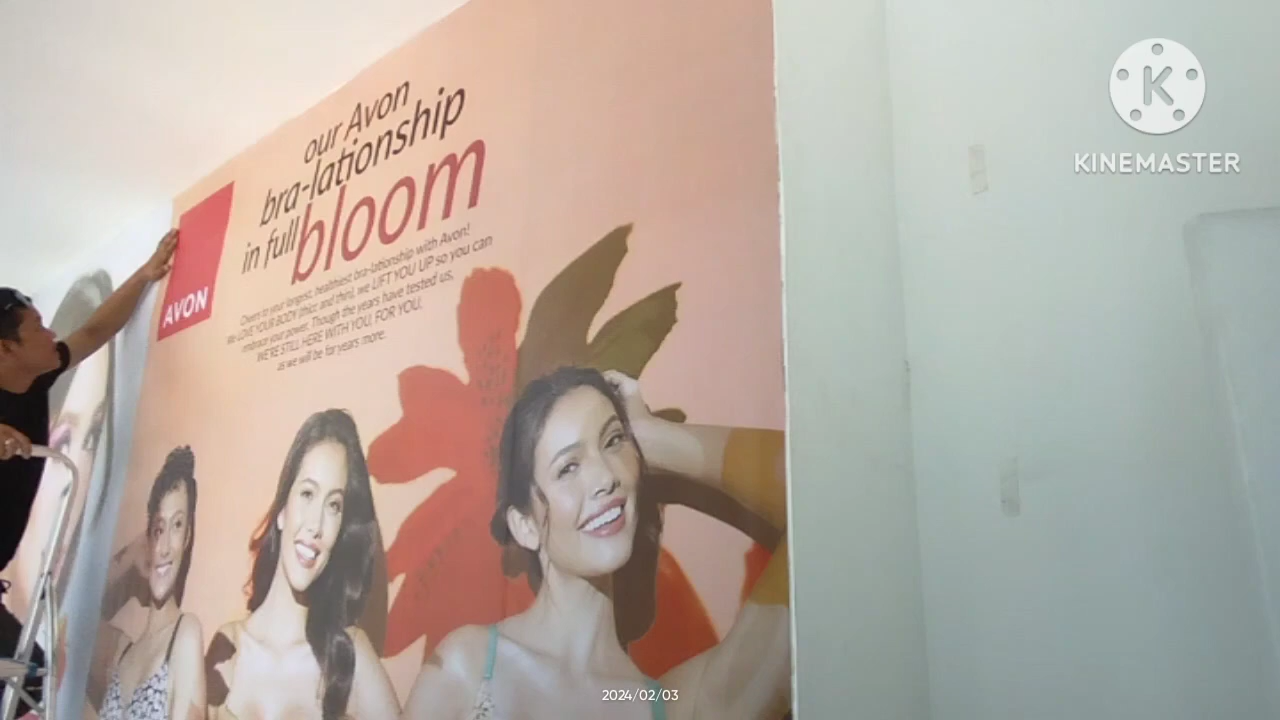 our Avon
bra-lationship
in full bloom
Cheers to your longest, healthiest bra-lationship with Avon!
We LOVE YOUR BODY (thicc and thin), we LIFT YOU UP so you can
embrace your power. Though the years have tested us,
WE'RE STILL HERE WITH YOU, FOR YOU,
as we will be for years more.
AVON
KINEMASTER
2024/02/03